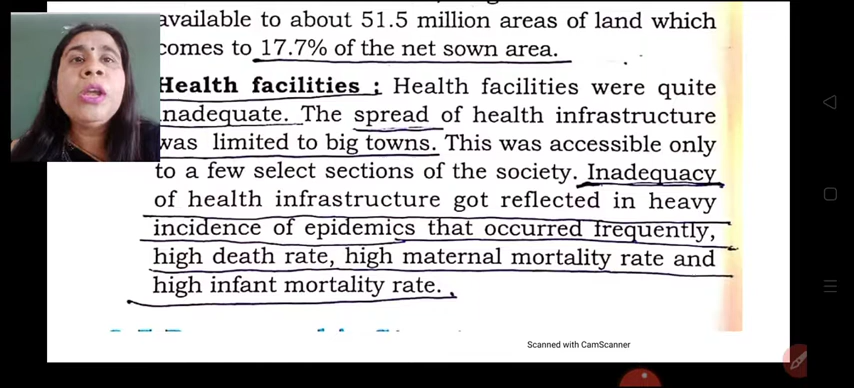 available to about 51.5 million areas of land which
comes to 17.7% of the net sown area.
Health facilities : Health facilities were quite
inadequate. The spread of health infrastructure
was limited to big towns. This was accessible only
to a few select sections of the society. Inadequacy
of health infrastructure got reflected in heavy
incidence of epidemics that occurred frequently,
high death rate, high maternal mortality rate and
high infant mortality rate.
Scanned with CamScanner